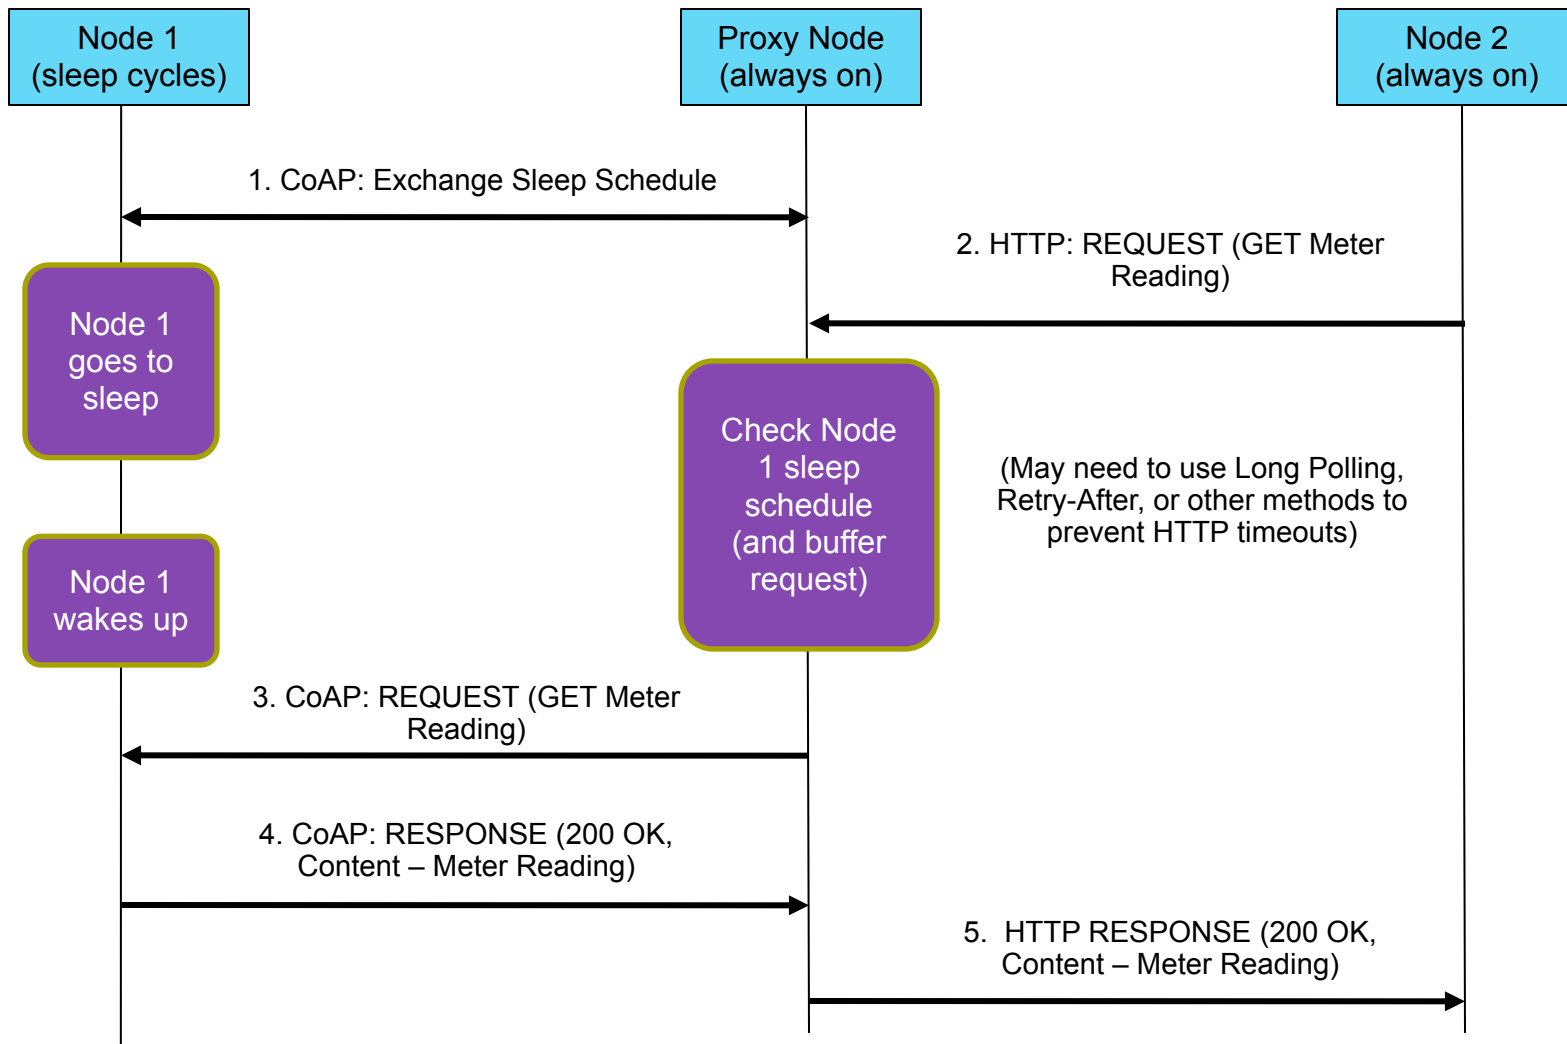 Node 1
(sleep cycles)
Proxy Node
(always on)
Node 2
(always on)
1. CoAP: Exchange Sleep Schedule
2. HTTP: REQUEST (GET Meter
Reading)
Node 1
goes to
sleep
Check Node
1 sleep
schedule
(and buffer
request)
(May need to use Long Polling,
Retry-After, or other methods to
prevent HTTP timeouts)
Node 1
wakes up
3. CoAP: REQUEST (GET Meter
Reading)
4. CoAP: RESPONSE (200 OK,
Content – Meter Reading)
5. HTTP RESPONSE (200 OK,
Content – Meter Reading)